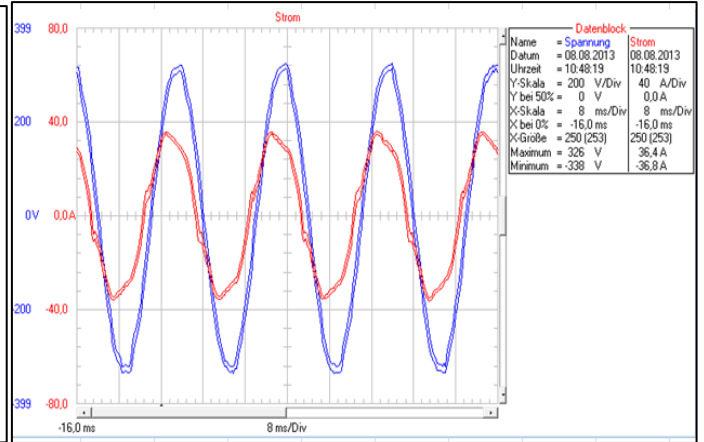 Strom
399
80,0
200
40,0
0V
0,0 A
-200
-40,0
-399
-80,0
-16,0 ms
8 ms/Div
Datenblock
Name = Spannung Strom
Datum = 08.08.2013 08.08.2013
Uhrzeit = 10:48:19 10:48:19
Y-Skala = 200 V/Div 40 A/Div
Y bei 50% = 0 V 0,0 A
X-Skala = 8 ms/Div 8 ms/Div
X bei 0% = -16,0 ms -16,0 ms
X-Größe = 250 (253) 250 (253)
Maximum = 326 V 36,4 A
Minimum = -338 V -36,8 A